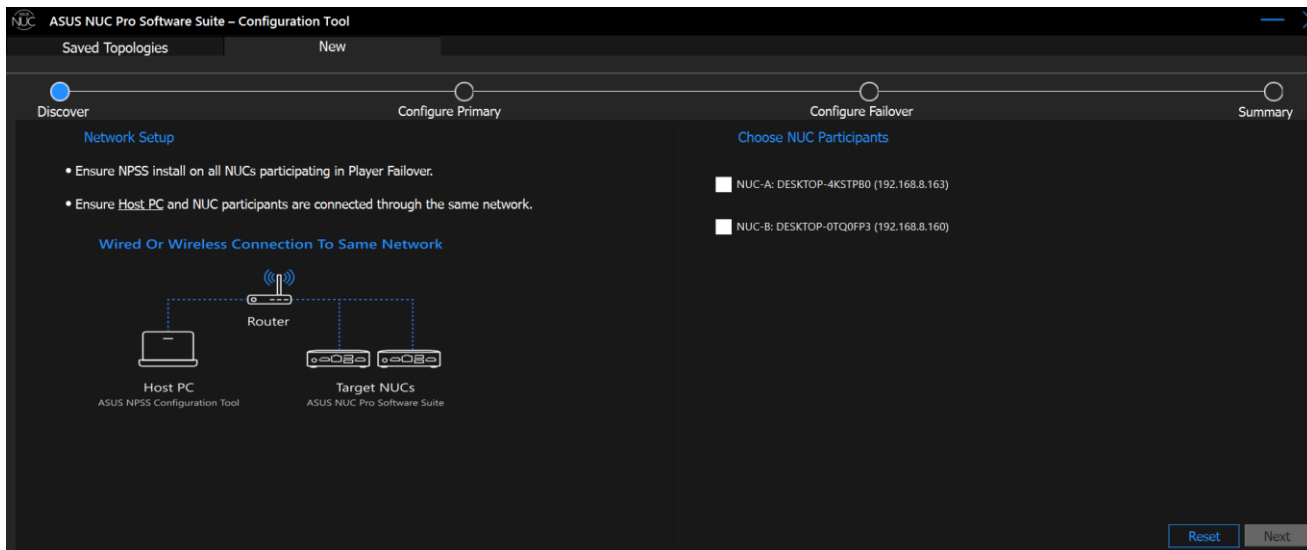 ASUS NUC
ASUS NUC Pro Software Suite – Configuration Tool
Saved Topologies New
Discover Configure Primary Configure Failover Summary
Network Setup
• Ensure NPSS install on all NUCs participating in Player Failover.
• Ensure Host PC and NUC participants are connected through the same network.
Wired Or Wireless Connection To Same Network
Router
Host PC
ASUS NPSS Configuration Tool
Target NUCs
ASUS NUC Pro Software Suite
Choose NUC Participants
NUC-A: DESKTOP-4KSTPB0 (192.168.8.163)
NUC-B: DESKTOP-0TQ0FP3 (192.168.8.160)
Reset Next